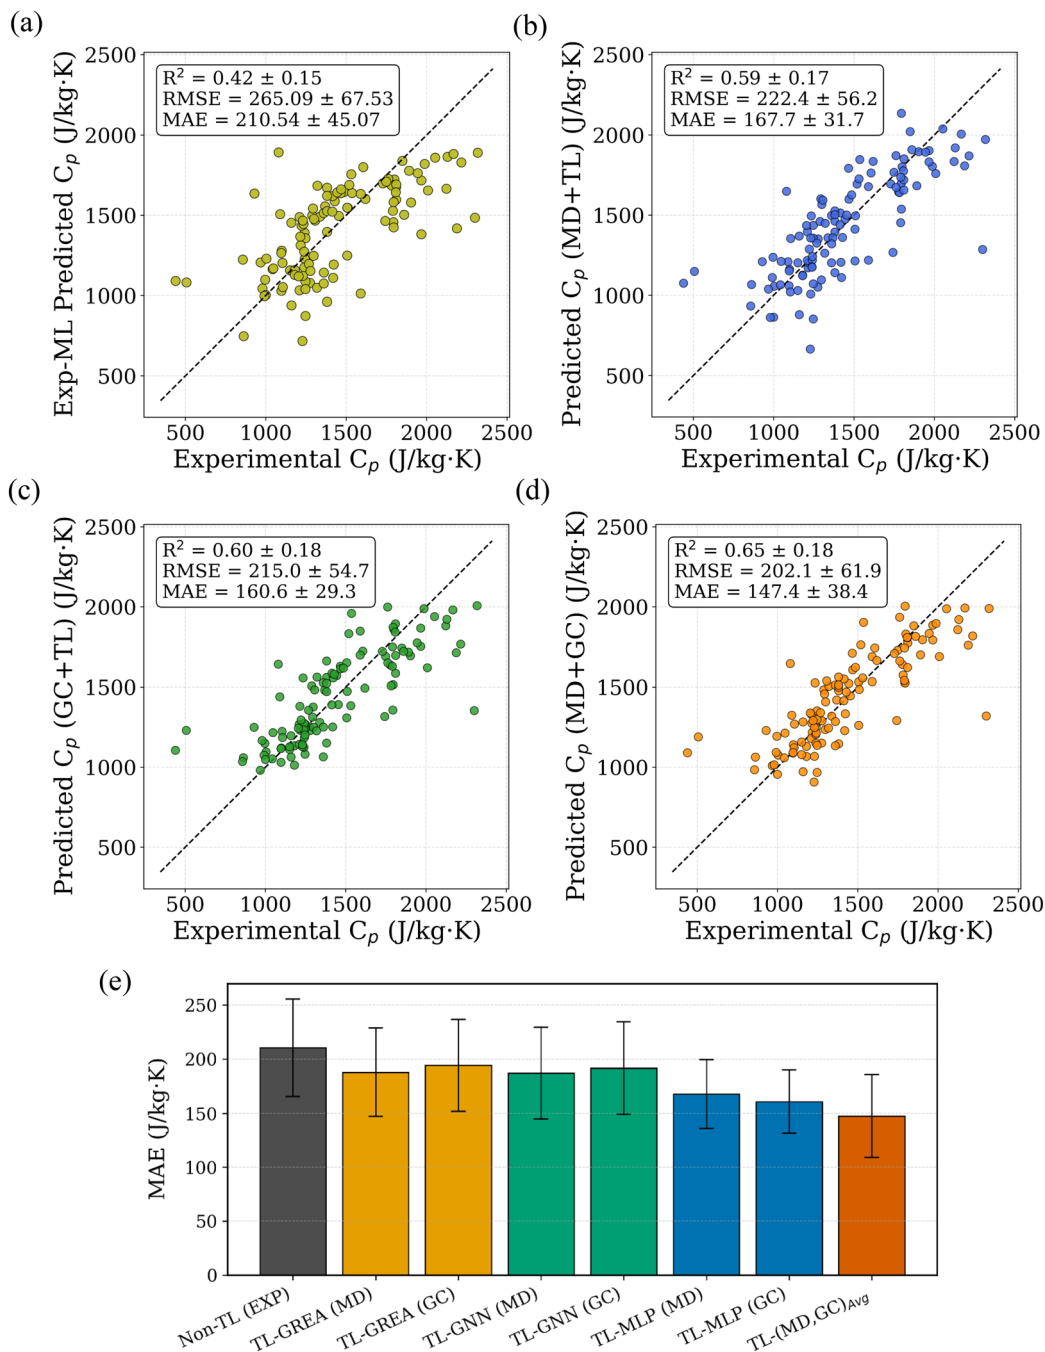 (a)
Exp-ML Predicted Cp (J/kg·K)
2500
2000
1500
1000
500
R² = 0.42 ± 0.15
RMSE = 265.09 ± 67.53
MAE = 210.54 ± 45.07
500 1000 1500 2000 2500
Experimental Cp (J/kg·K)
(b)
Predicted Cp (MD+TL) (J/kg·K)
2500
2000
1500
1000
500
R² = 0.59 ± 0.17
RMSE = 222.4 ± 56.2
MAE = 167.7 ± 31.7
500 1000 1500 2000 2500
Experimental Cp (J/kg·K)
(c)
Predicted Cp (GC+TL) (J/kg·K)
2500
2000
1500
1000
500
R² = 0.60 ± 0.18
RMSE = 215.0 ± 54.7
MAE = 160.6 ± 29.3
500 1000 1500 2000 2500
Experimental Cp (J/kg·K)
(d)
Predicted Cp (MD+GC) (J/kg·K)
2500
2000
1500
1000
500
R² = 0.65 ± 0.18
RMSE = 202.1 ± 61.9
MAE = 147.4 ± 38.4
500 1000 1500 2000 2500
Experimental Cp (J/kg·K)
(e)
MAE (J/kg·K)
250
200
150
100
50
0
Non-TL (EXP)
TL-GREA (MD)
TL-GREA (GC)
TL-GNN (MD)
TL-GNN (GC)
TL-MLP (MD)
TL-MLP (GC)
TL-(MD,GC)Avg